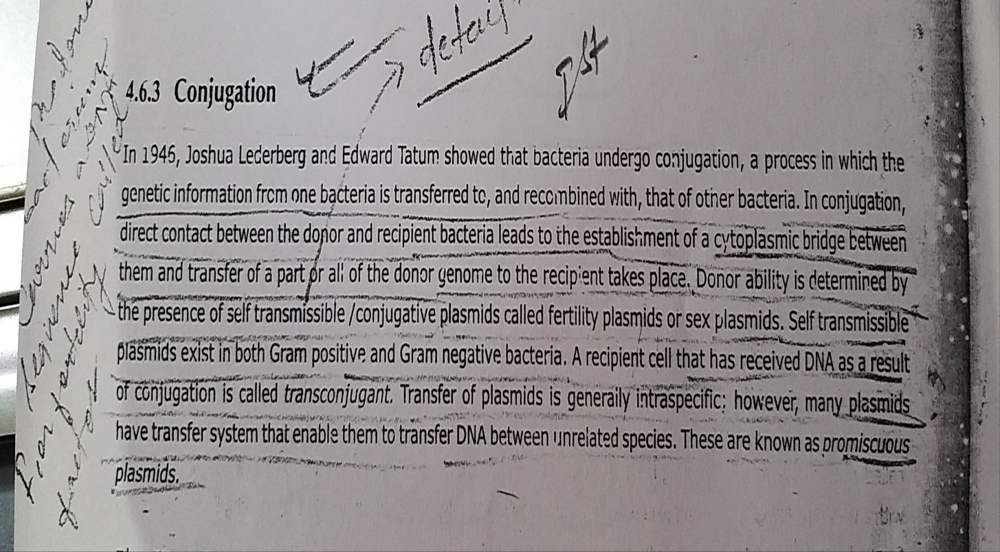 detail
Ist
4.6.3 Conjugation
In 1946, Joshua Lederberg and Edward Tatum showed that bacteria undergo conjugation, a process in which the
genetic information from one bacteria is transferred to, and recombined with, that of other bacteria. In conjugation,
direct contact between the donor and recipient bacteria leads to the establishment of a cytoplasmic bridge between
them and transfer of a part or all of the donor genome to the recipient takes place. Donor ability is determined by
the presence of self transmissible /conjugative plasmids called fertility plasmids or sex plasmids. Self transmissible
plasmids exist in both Gram positive and Gram negative bacteria. A recipient cell that has received DNA as a result
of conjugation is called transconjugant. Transfer of plasmids is generally intraspecific; however, many plasmids
have transfer system that enable them to transfer DNA between unrelated species. These are known as promiscuous
plasmids.
Carries a DNA
called
for fertility
factor